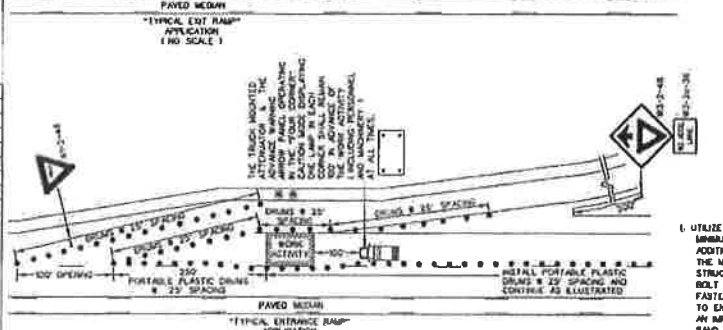 PAVED MEDIAN
"TYPICAL EXIT RAMP"
APPLICATION
( NO SCALE )
THE TRUCK MOUNTED
ATTENUATOR & THE
ADVANCE WARNING
ARROW PANEL OPERATING
IN THE "FOUR CORNER"
CAUTION MODE DISPLAYING
ONE LAMP IN EACH
CORNER SHALL REMAIN
100' IN ADVANCE OF
THE WORK ACTIVITY
( INCLUDING PERSONNEL
AND MACHINERY )
AT ALL TIMES.
DRUMS @ 25' SPACING
DRUMS @ 25' SPACING
DRUMS @ 25'
SPACING
DRUMS @ 25' SPACING
WORK
ACTIVITY
100'
100' OPENING
250'
PORTABLE PLASTIC DRUMS
@ 25' SPACING
INSTALL PORTABLE PLASTIC
DRUMS @ 25' SPACING AND
CONTINUE AS ILLUSTRATED
PAVED MEDIAN
"TYPICAL ENTRANCE RAMP"
1. UTILIZE
MINIMU
ADDITI
THE M
STRUC
BOLT
FASTE
TO EN
AN IM